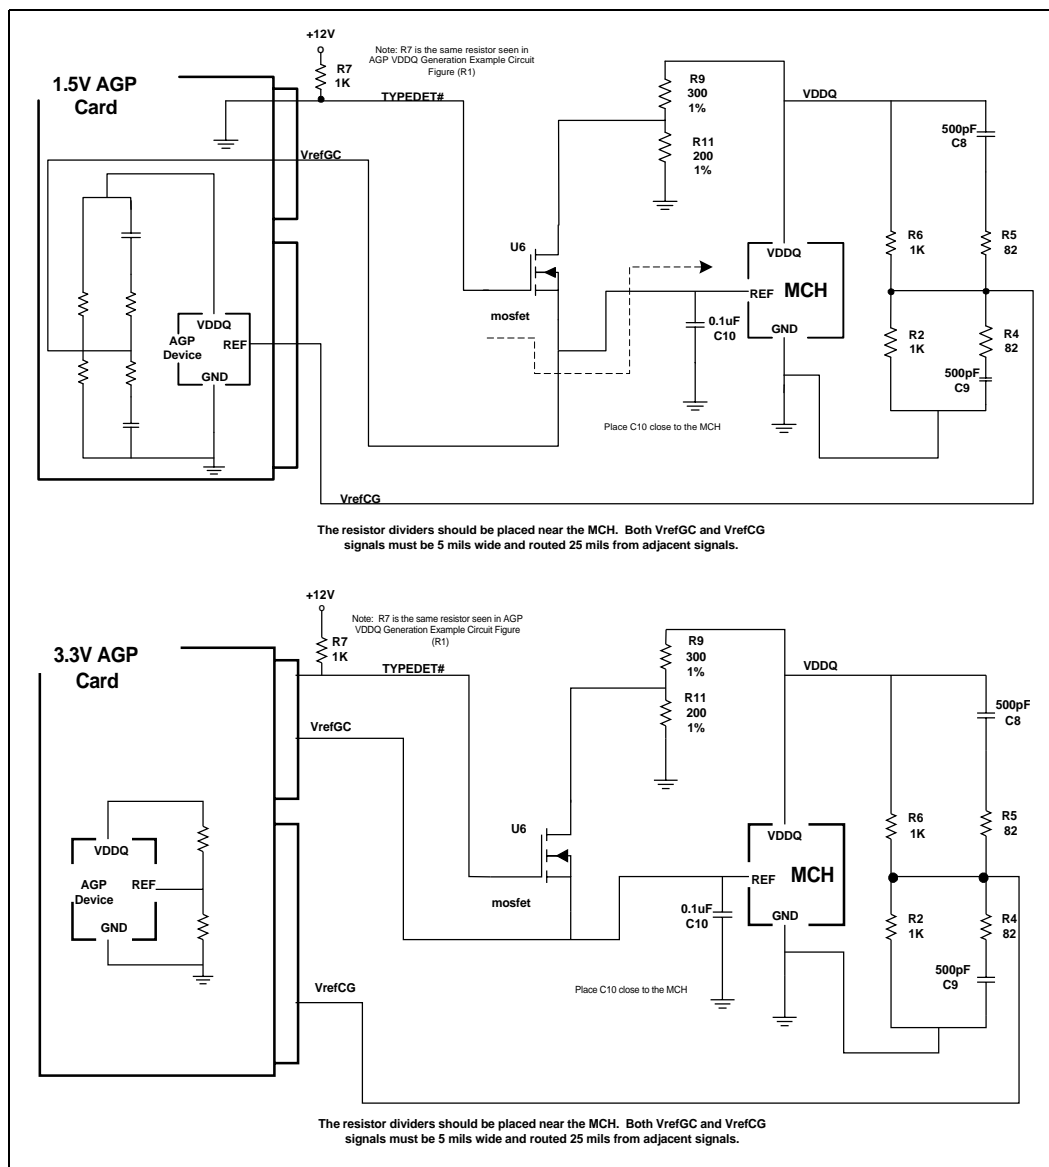 +12V
Note: R7 is the same resistor seen in
AGP VDDQ Generation Example Circuit
Figure (R1)
R7
1K
1.5V AGP
Card
TYPEDET#
R9
300
1%
VDDQ
500pF
C8
R11
200
1%
VrefGC
U6
R6
1K
R5
82
VDDQ
MCH
REF
GND
mosfet
0.1uF
C10
VDDQ
AGP
Device
REF
GND
R2
1K
R4
82
500pF
C9
Place C10 close to the MCH
VrefCG
The resistor dividers should be placed near the MCH. Both VrefGC and VrefCG
signals must be 5 mils wide and routed 25 mils from adjacent signals.
+12V
Note: R7 is the same resistor seen in AGP
VDDQ Generation Example Circuit Figure
(R1)
R7
1K
3.3V AGP
Card
TYPEDET#
R9
300
1%
VDDQ
R11
200
1%
500pF
C8
VrefGC
U6
R6
1K
R5
82
VDDQ
MCH
REF
GND
VDDQ
AGP
Device
REF
GND
mosfet
0.1uF
C10
R2
1K
R4
82
500pF
C9
VrefCG
Place C10 close to the MCH
The resistor dividers should be placed near the MCH. Both VrefGC and VrefCG
signals must be 5 mils wide and routed 25 mils from adjacent signals.